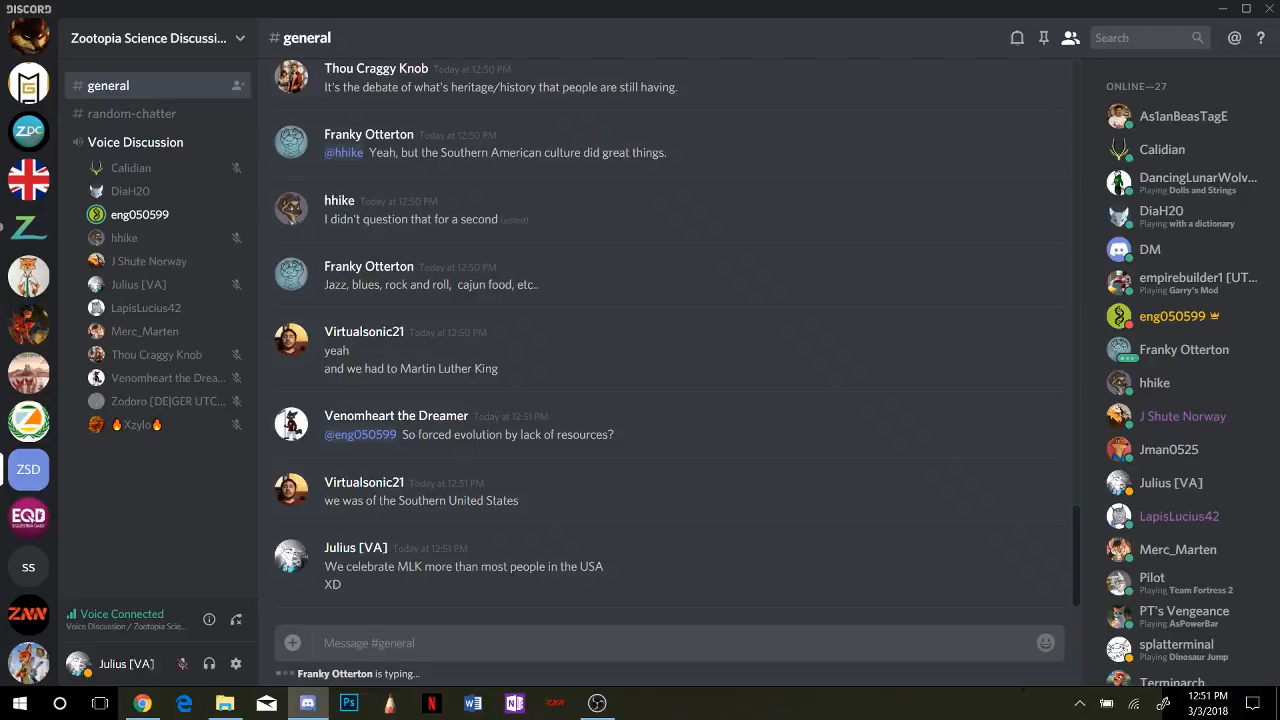 DISCORD
Zootopia Science Discussi...
# general
Search
@
?
# general
# random-chatter
Voice Discussion
Calidian
DiaH20
eng050599
hhike
J Shute Norway
Julius [VA]
LapisLucius42
Merc_Marten
Thou Craggy Knob
Venomheart the Drea...
Zodoro [DE|GER UTC...
🔥Xzylo🔥
ZDC
ZSD
EQD
EQUESTRIA DAILY
ss
ZNN
Voice Connected
Voice Discussion / Zootopia Scie...
Julius [VA]
Thou Craggy Knob Today at 12:50 PM
It's the debate of what's heritage/history that people are still having.
Franky Otterton Today at 12:50 PM
@hhike Yeah, but the Southern American culture did great things.
hhike Today at 12:50 PM
I didn't question that for a second (edited)
Franky Otterton Today at 12:50 PM
Jazz, blues, rock and roll, cajun food, etc..
Virtualsonic21 Today at 12:50 PM
yeah
and we had to Martin Luther King
Venomheart the Dreamer Today at 12:51 PM
@eng050599 So forced evolution by lack of resources?
Virtualsonic21 Today at 12:51 PM
we was of the Southern United States
Julius [VA] Today at 12:51 PM
We celebrate MLK more than most people in the USA
XD
Message #general
Franky Otterton is typing...
ONLINE—27
As1anBeasTagE
Calidian
DancingLunarWolv...
Playing Dolls and Strings
DiaH20
Playing with a dictionary
DM
empirebuilder1 [UT...
Playing Garry's Mod
eng050599
Franky Otterton
hhike
J Shute Norway
Jman0525
Julius [VA]
LapisLucius42
Merc_Marten
Pilot
Playing Team Fortress 2
PT's Vengeance
Playing AsPowerBar
splatterminal
Playing Dinosaur Jump
Terminarch
Ps
N
W
N
ZNN
12:51 PM
3/3/2018